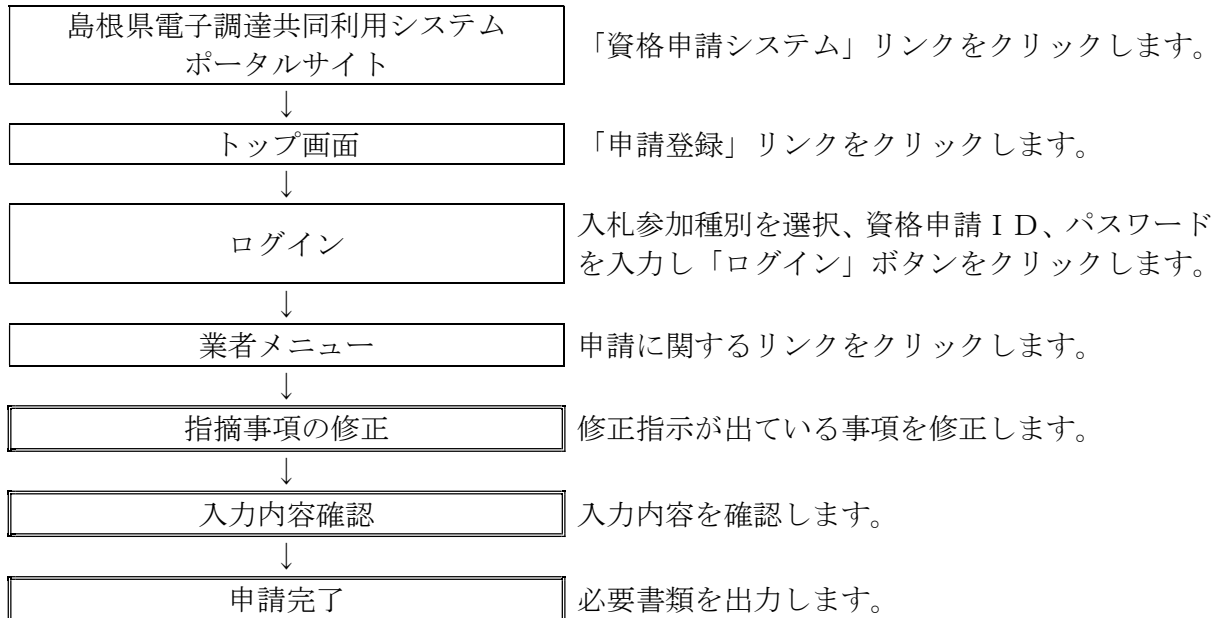 島根県電子調達共同利用システム
ポータルサイト
「資格申請システム」リンクをクリックします。
↓
トップ画面
「申請登録」リンクをクリックします。
↓
ログイン
入札参加種別を選択、資格申請ＩＤ、パスワード
を入力し「ログイン」ボタンをクリックします。
↓
業者メニュー
申請に関するリンクをクリックします。
↓
指摘事項の修正
修正指示が出ている事項を修正します。
↓
入力内容確認
入力内容を確認します。
↓
申請完了
必要書類を出力します。